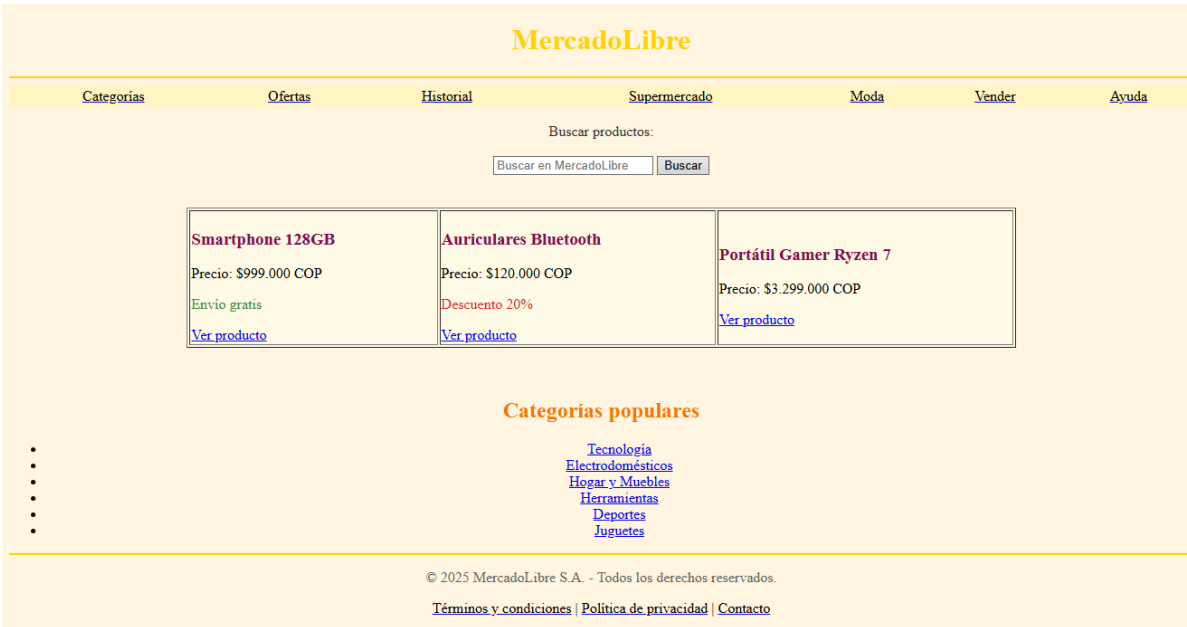 MercadoLibre
Categorías Ofertas Historial Supermercado Moda Vender Ayuda
Buscar productos:
Buscar en MercadoLibre Buscar
Smartphone 128GB
Precio: $999.000 COP
Envío gratis
Ver producto
Auriculares Bluetooth
Precio: $120.000 COP
Descuento 20%
Ver producto
Portátil Gamer Ryzen 7
Precio: $3.299.000 COP
Ver producto
Categorías populares
Tecnología
Electrodomésticos
Hogar y Muebles
Herramientas
Deportes
Juguetes
© 2025 MercadoLibre S.A. - Todos los derechos reservados.
Términos y condiciones | Política de privacidad | Contacto